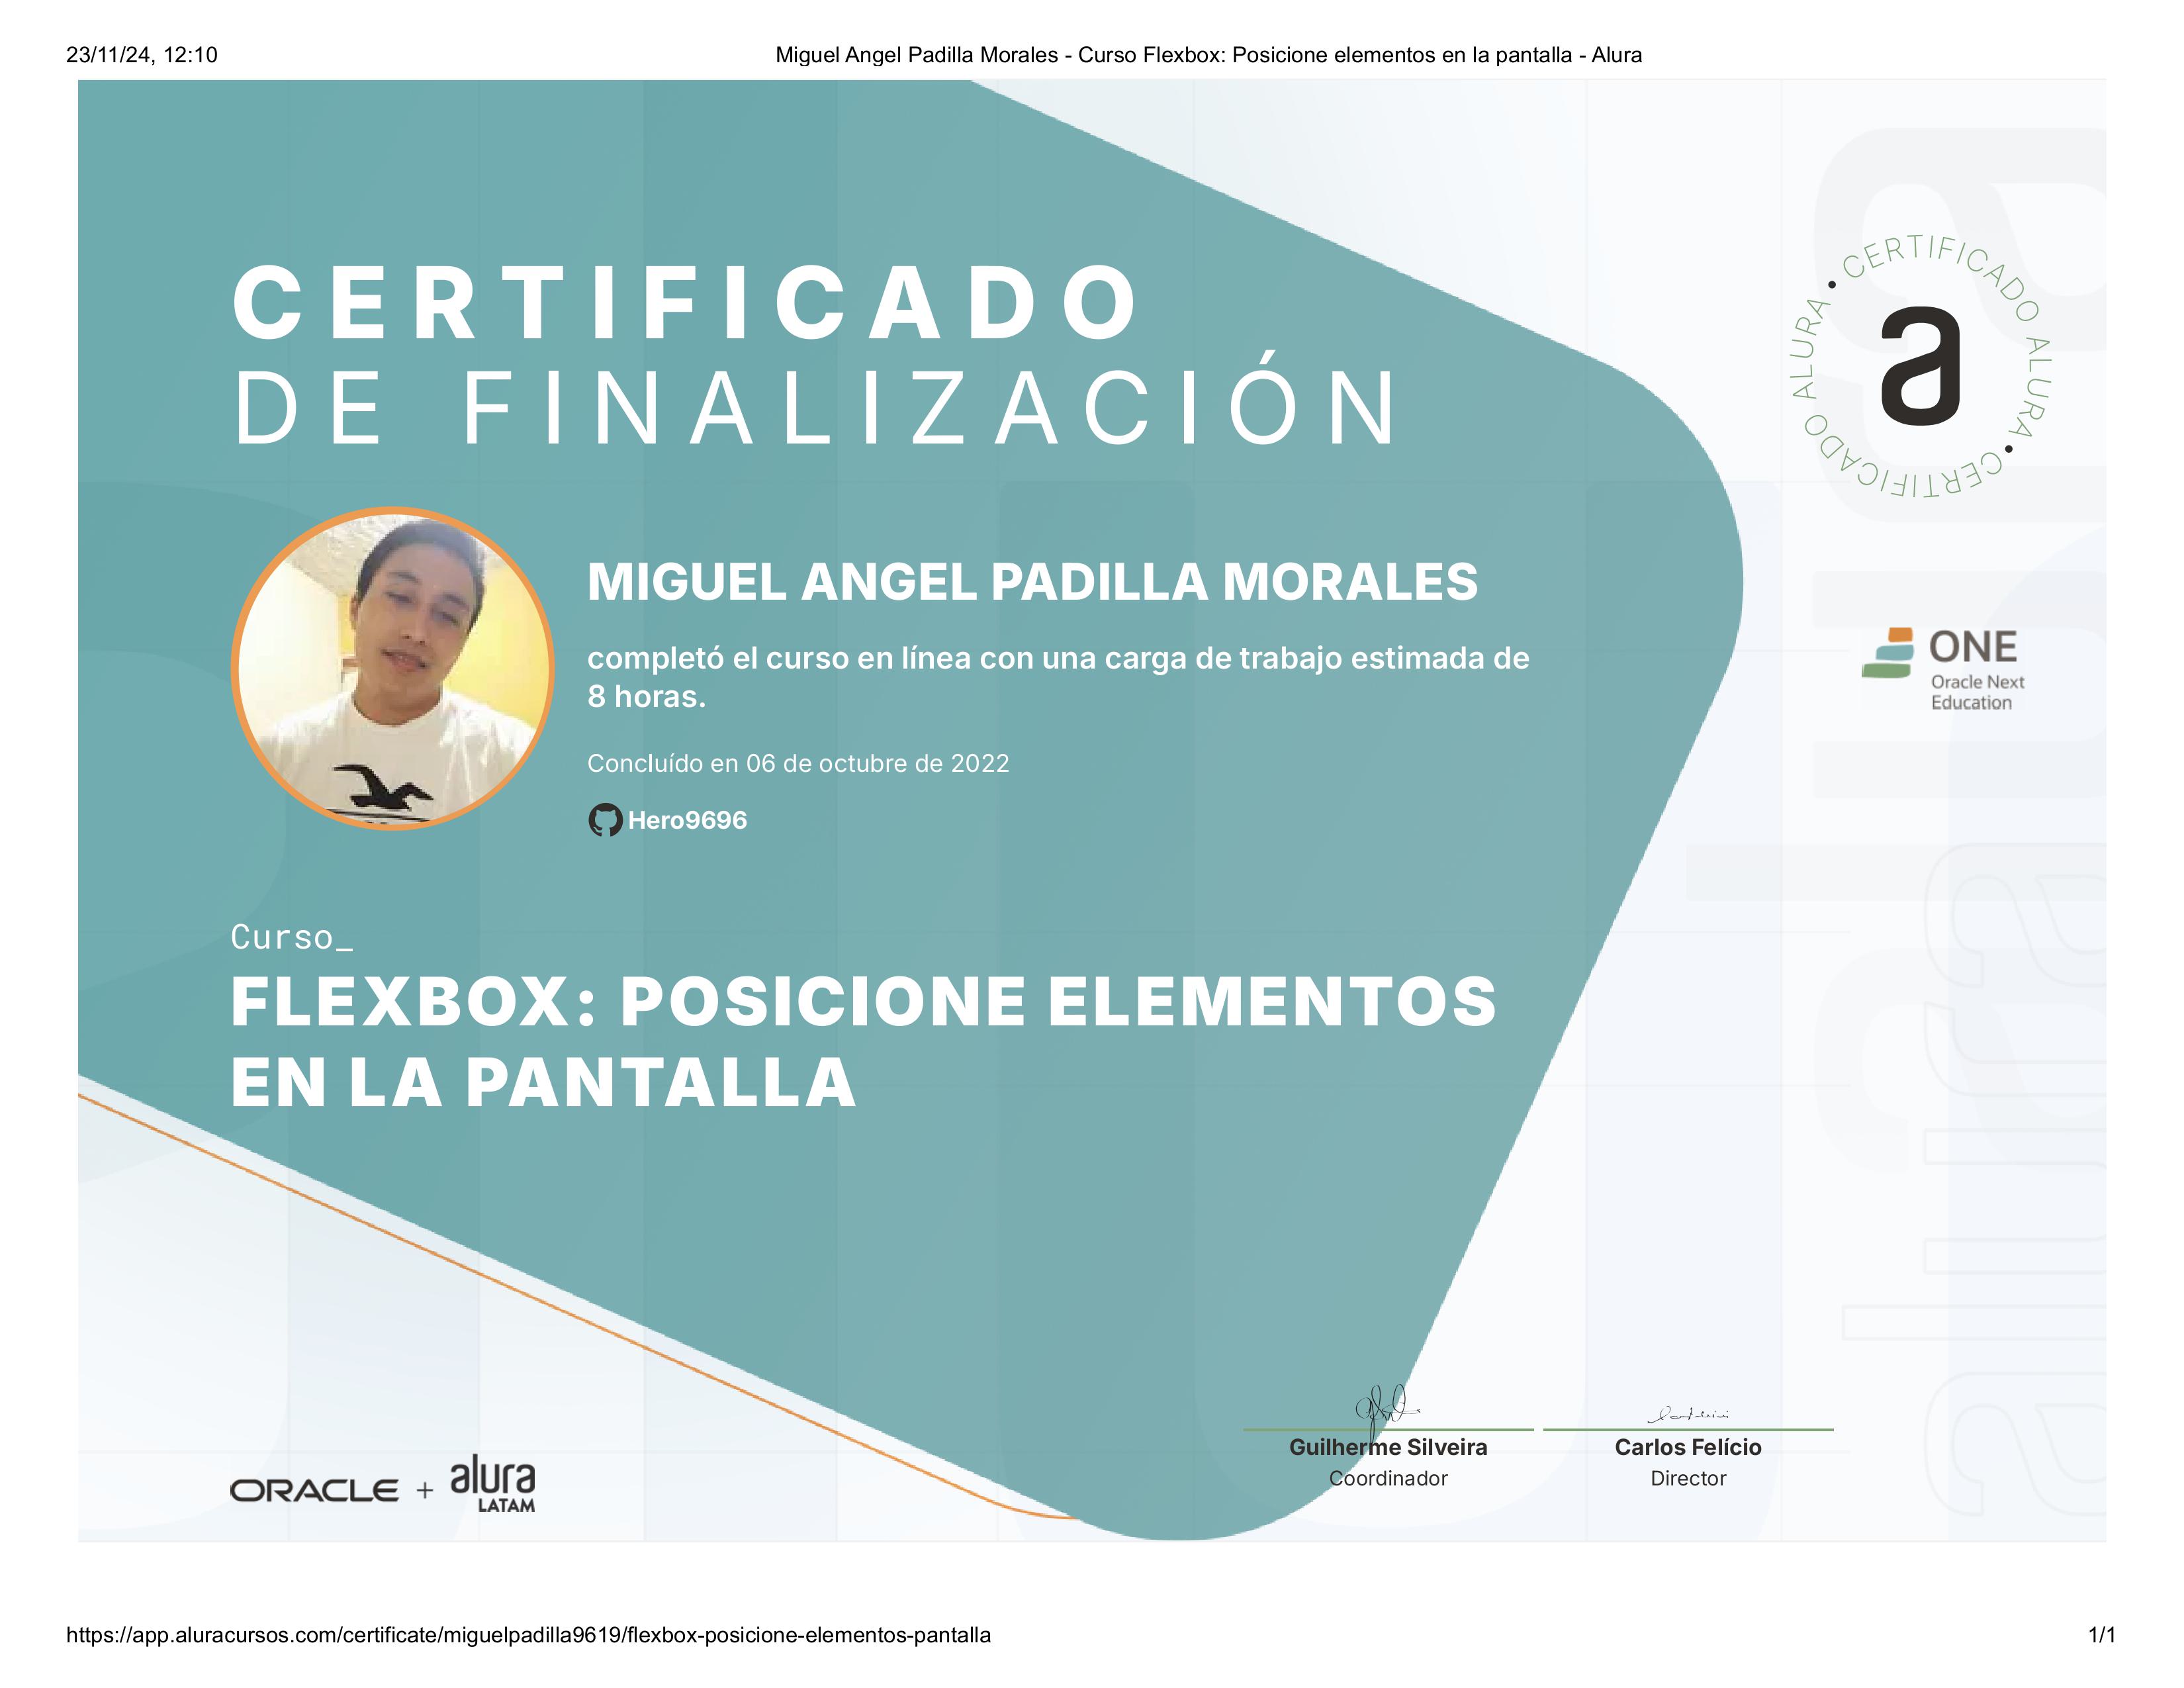 23/11/24, 12:10
Miguel Angel Padilla Morales - Curso Flexbox: Posicione elementos en la pantalla - Alura
CERTIFICADO
DE FINALIZACIÓN
CERTIFICADO ALURA • CERTIFICADO ALURA •
a
MIGUEL ANGEL PADILLA MORALES
completó el curso en línea con una carga de trabajo estimada de
8 horas.
ONE
Oracle Next
Education
Concluído en 06 de octubre de 2022
Hero9696
Curso_
FLEXBOX: POSICIONE ELEMENTOS
EN LA PANTALLA
alura
Guilherme Silveira
Coordinador
Carlos Felício
Director
ORACLE + alura
LATAM
https://app.aluracursos.com/certificate/miguelpadilla9619/flexbox-posicione-elementos-pantalla
1/1